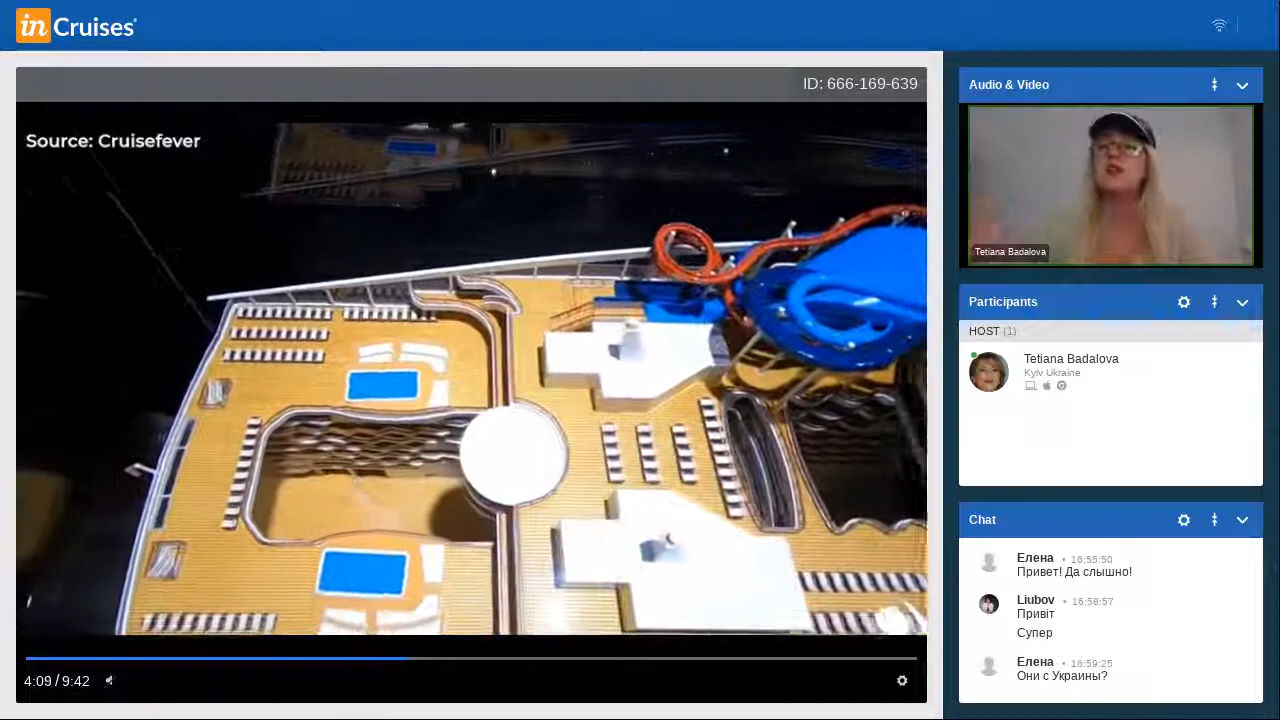 in Cruises
ID: 666-169-639
Source: Cruisefever
4:09 / 9:42
Audio & Video
Tetiana Badalova
Participants
HOST (1)
Tetiana Badalova
Kyiv Ukraine
Chat
Елена • 16:55:50
Привет! Да слышно!
Liubov • 16:58:57
Привіт
Супер
Елена • 16:59:25
Они с Украины?